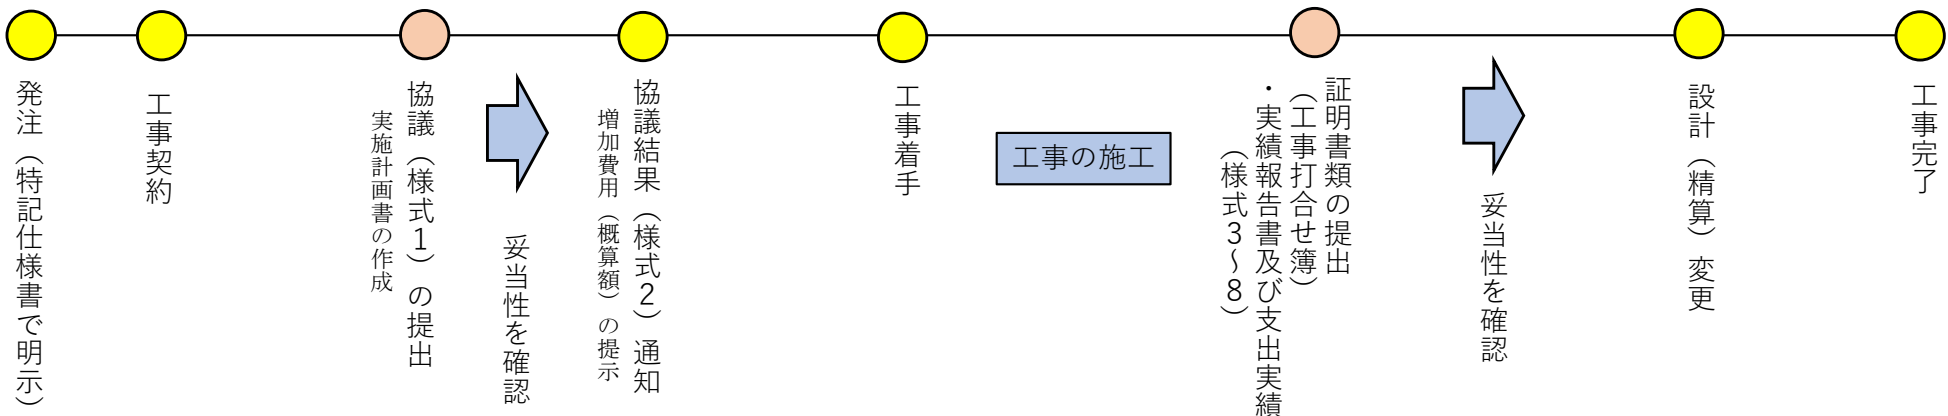 発注（特記仕様書で明示）
工事契約
協議（様式１）の提出
実施計画書の作成
妥当性を確認
協議結果（様式２）通知
増加費用（概算額）の提示
工事着手
工事の施工
証明書類の提出
（工事打合せ簿）
・実績報告書及び支出実績
（様式３～８）
妥当性を確認
設計（精算）変更
工事完了